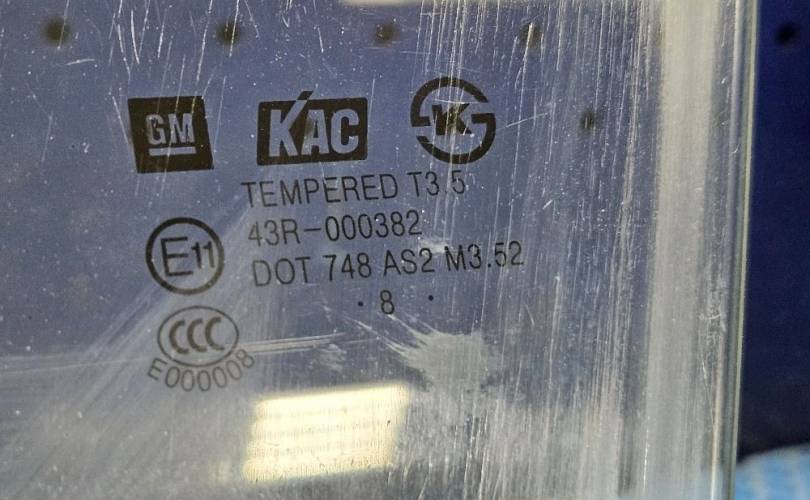 GM KAC
TEMPERED T3.5
43R-000382
E11
DOT 748 AS2 M3.52
· 8 ·
CCC
E000008